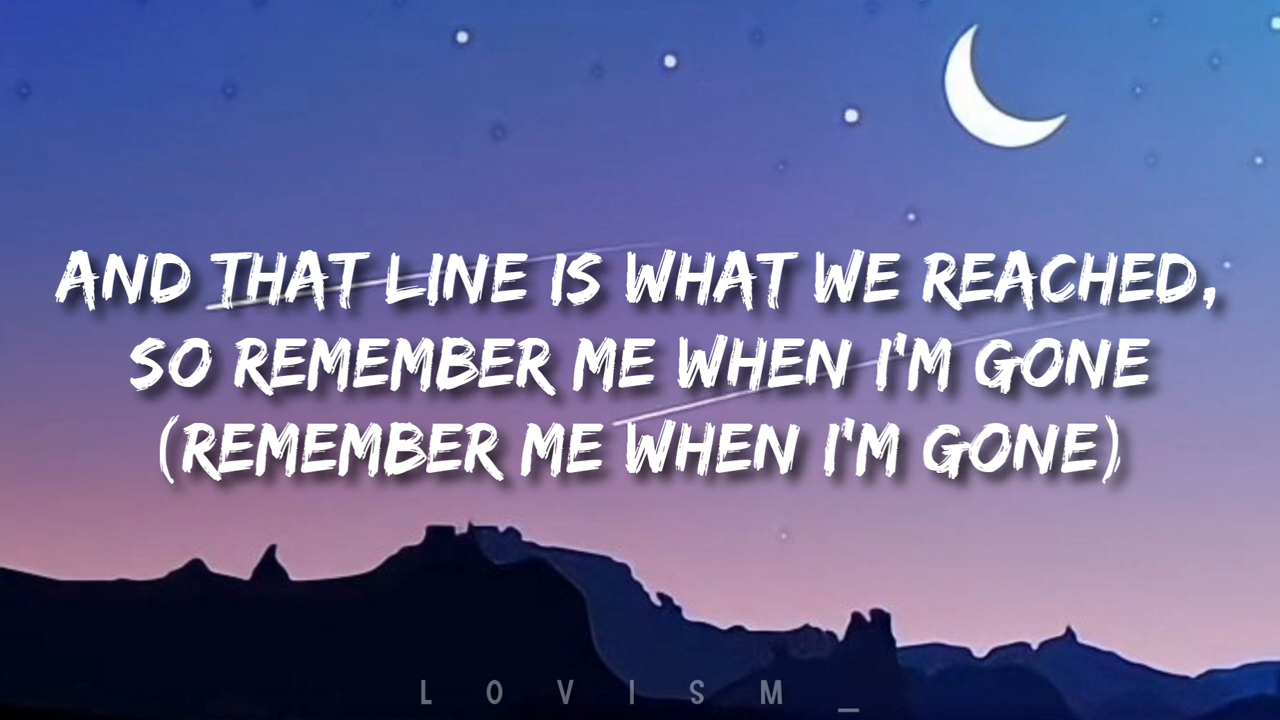 AND THAT LINE IS WHAT WE REACHED,
SO REMEMBER ME WHEN I'M GONE
(REMEMBER ME WHEN I'M GONE)
L O V I S M _